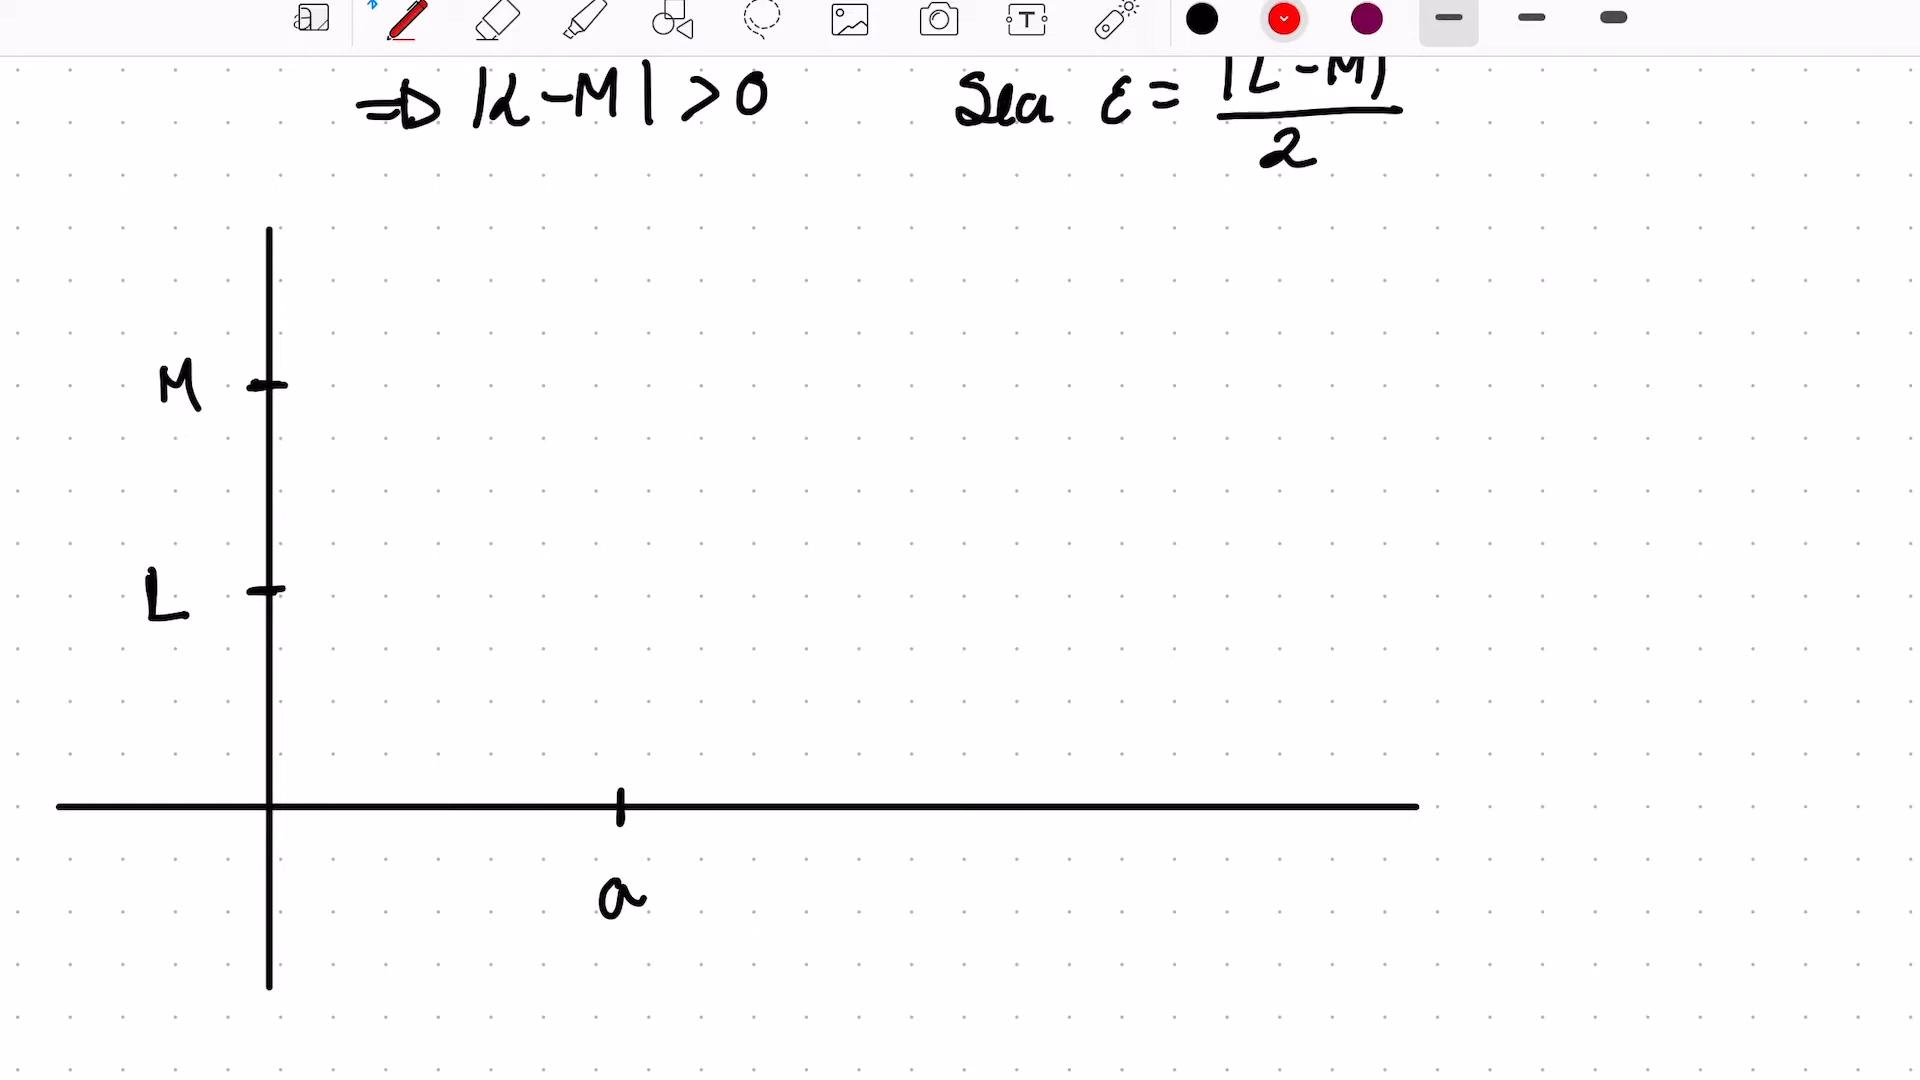 ⇒ |L-M| > 0 Sea ε = |L-M| / 2
M
L
a